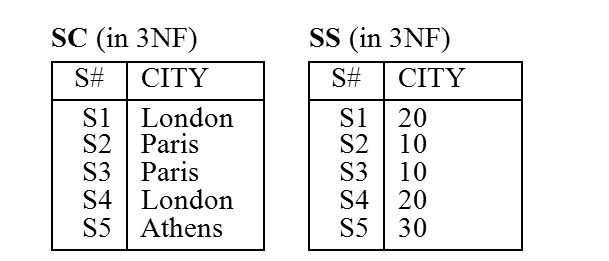 SC (in 3NF)
S# CITY
S1 London
S2 Paris
S3 Paris
S4 London
S5 Athens
SS (in 3NF)
S# CITY
S1 20
S2 10
S3 10
S4 20
S5 30